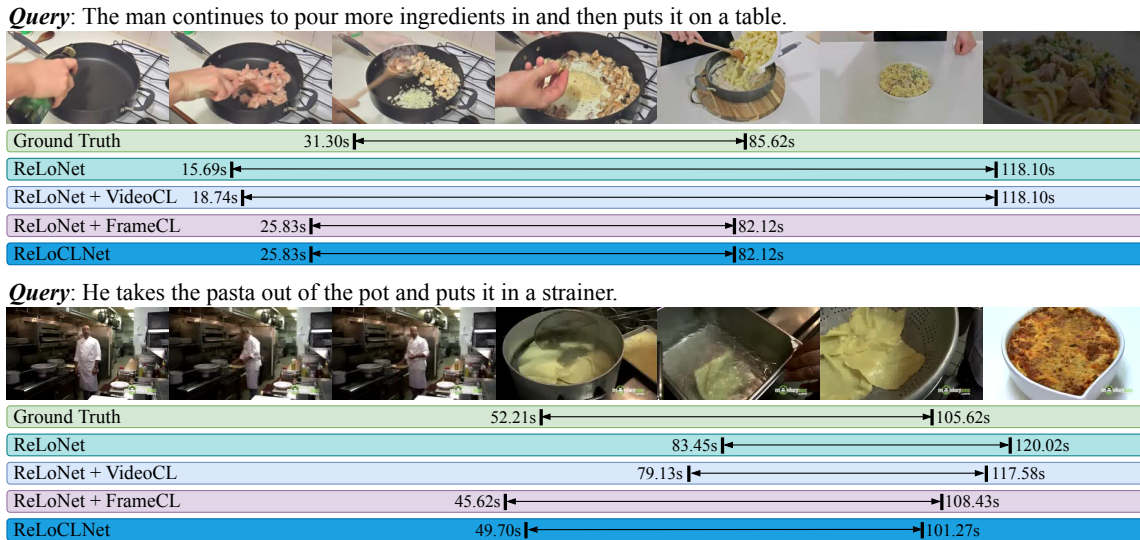 Query: The man continues to pour more ingredients in and then puts it on a table.
Ground Truth 31.30s 85.62s
ReLoNet 15.69s 118.10s
ReLoNet + VideoCL 18.74s 118.10s
ReLoNet + FrameCL 25.83s 82.12s
ReLoCLNet 25.83s 82.12s
Query: He takes the pasta out of the pot and puts it in a strainer.
Ground Truth 52.21s 105.62s
ReLoNet 83.45s 120.02s
ReLoNet + VideoCL 79.13s 117.58s
ReLoNet + FrameCL 45.62s 108.43s
ReLoCLNet 49.70s 101.27s